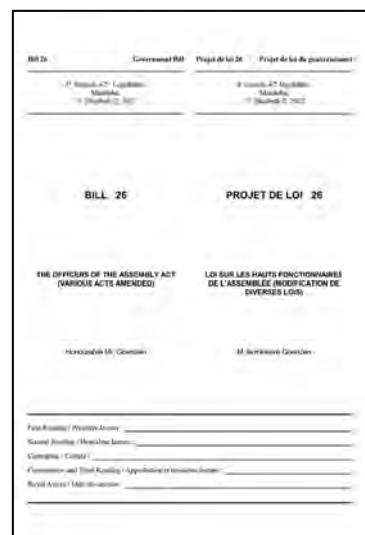 Bill 26 Government Bill Projet de loi 26 Projet de loi du gouvernement
Manitoba,
Manitoba,
BILL 26
PROJET DE LOI 26
THE OFFICERS OF THE ASSEMBLY ACT
(VARIOUS ACTS AMENDED)
LOI SUR LES HAUTS FONCTIONNAIRES
DE L'ASSEMBLÉE (MODIFICATION DE
DIVERSES LOIS)
Honourable Mr. Goertzen
M. le ministre Goertzen
First Reading / Première lecture :
Second Reading / Deuxième lecture :
Committee / Comité :
Concurrence and Third Reading / Approbation et troisième lecture :
Royal Assent / Date de sanction :